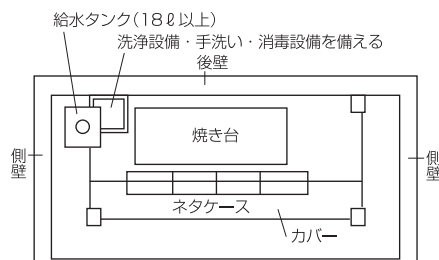 給水タンク(18ℓ以上)
洗浄設備・手洗い・消毒設備を備える
後壁
焼き台
側壁
側壁
ネタケース
カバー